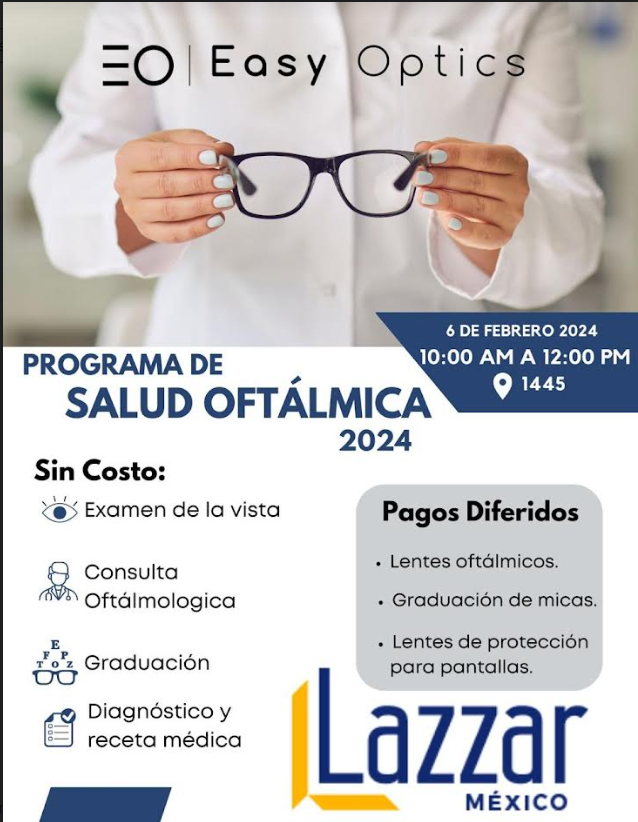 EO | Easy Optics
6 DE FEBRERO 2024
10:00 AM A 12:00 PM
1445
PROGRAMA DE
SALUD OFTÁLMICA
2024
Sin Costo:
Examen de la vista
Consulta
Oftálmologica
E
F P
T O Z
Graduación
Diagnóstico y
receta médica
Pagos Diferidos
• Lentes oftálmicos.
• Graduación de micas.
• Lentes de protección
para pantallas.
Lazzar
MÉXICO